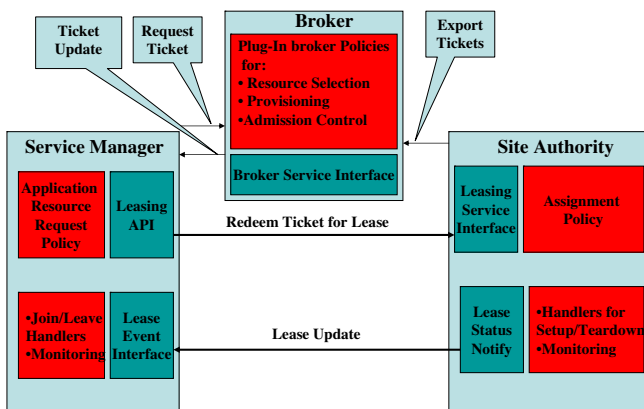 Broker
Ticket
Update
Request
Ticket
Export
Tickets
Plug-In broker Policies
for:
• Resource Selection
• Provisioning
• Admission Control
Broker Service Interface
Service Manager
Application
Resource
Request
Policy
Leasing
API
Redeem Ticket for Lease
Site Authority
Leasing
Service
Interface
Assignment
Policy
•Join/Leave
Handlers
•Monitoring
Lease
Event
Interface
Lease Update
Lease
Status
Notify
•Handlers for
Setup/Teardown
•Monitoring